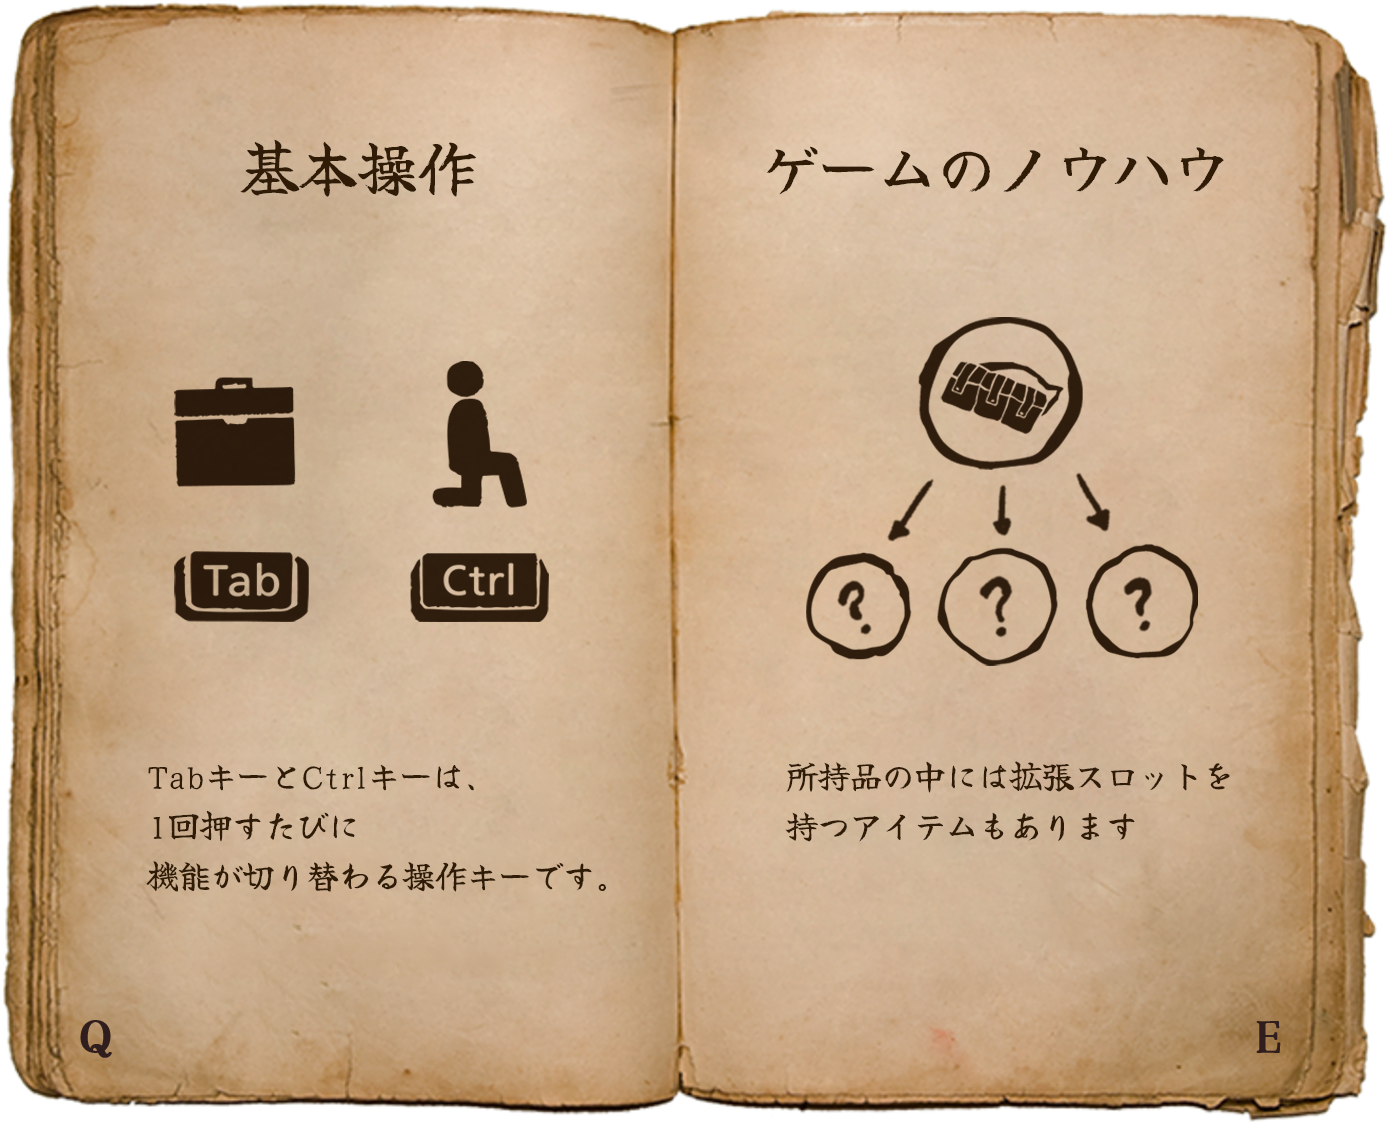 基本操作
Tab
Ctrl
TabキーとCtrlキーは、
1回押すたびに
機能が切り替わる操作キーです。
Q
ゲームのノウハウ
?
?
?
所持品の中には拡張スロットを
持つアイテムもあります
E